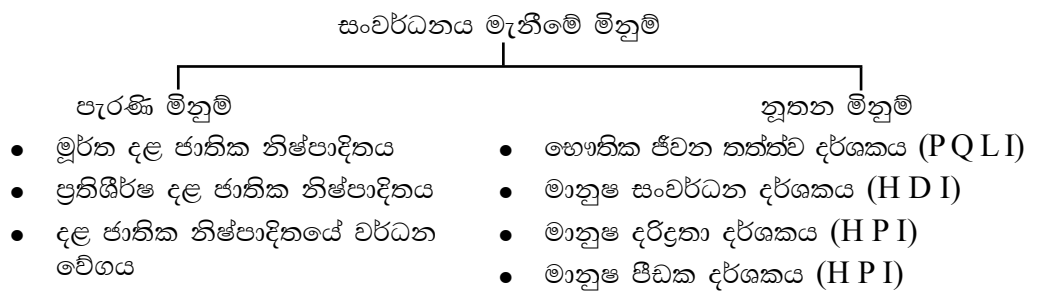 සංවර්ධනය මැනීමේ මිනුම්
පැරණි මිනුම්
● මූර්ත දළ ජාතික නිෂ්පාදිතය
● ප්‍රතිශීර්ෂ දළ ජාතික නිෂ්පාදිතය
● දළ ජාතික නිෂ්පාදිතයේ වර්ධන
වේගය
නූතන මිනුම්
● භෞතික ජීවන තත්ත්ව දර්ශකය (P Q L I)
● මානුෂ සංවර්ධන දර්ශකය (H D I)
● මානුෂ දරිද්‍රතා දර්ශකය (H P I)
● මානුෂ පීඩක දර්ශකය (H P I)